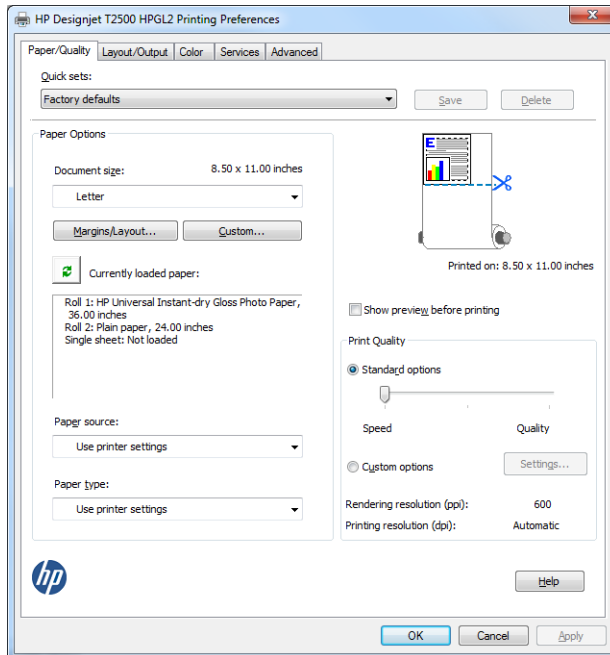 HP Designjet T2500 HPGL2 Printing Preferences
Paper/Quality Layout/Output Color Services Advanced
Quick sets:
Factory defaults Save Delete
Paper Options
Document size: 8.50 x 11.00 inches
Letter
Margins/Layout... Custom...
Currently loaded paper:
Roll 1: HP Universal Instant-dry Gloss Photo Paper,
36.00 inches
Roll 2: Plain paper, 24.00 inches
Single sheet: Not loaded
Paper source:
Use printer settings
Paper type:
Use printer settings
E
Printed on: 8.50 x 11.00 inches
Show preview before printing
Print Quality
Standard options
Speed Quality
Custom options Settings...
Rendering resolution (ppi): 600
Printing resolution (dpi): Automatic
hp
Help
OK Cancel Apply